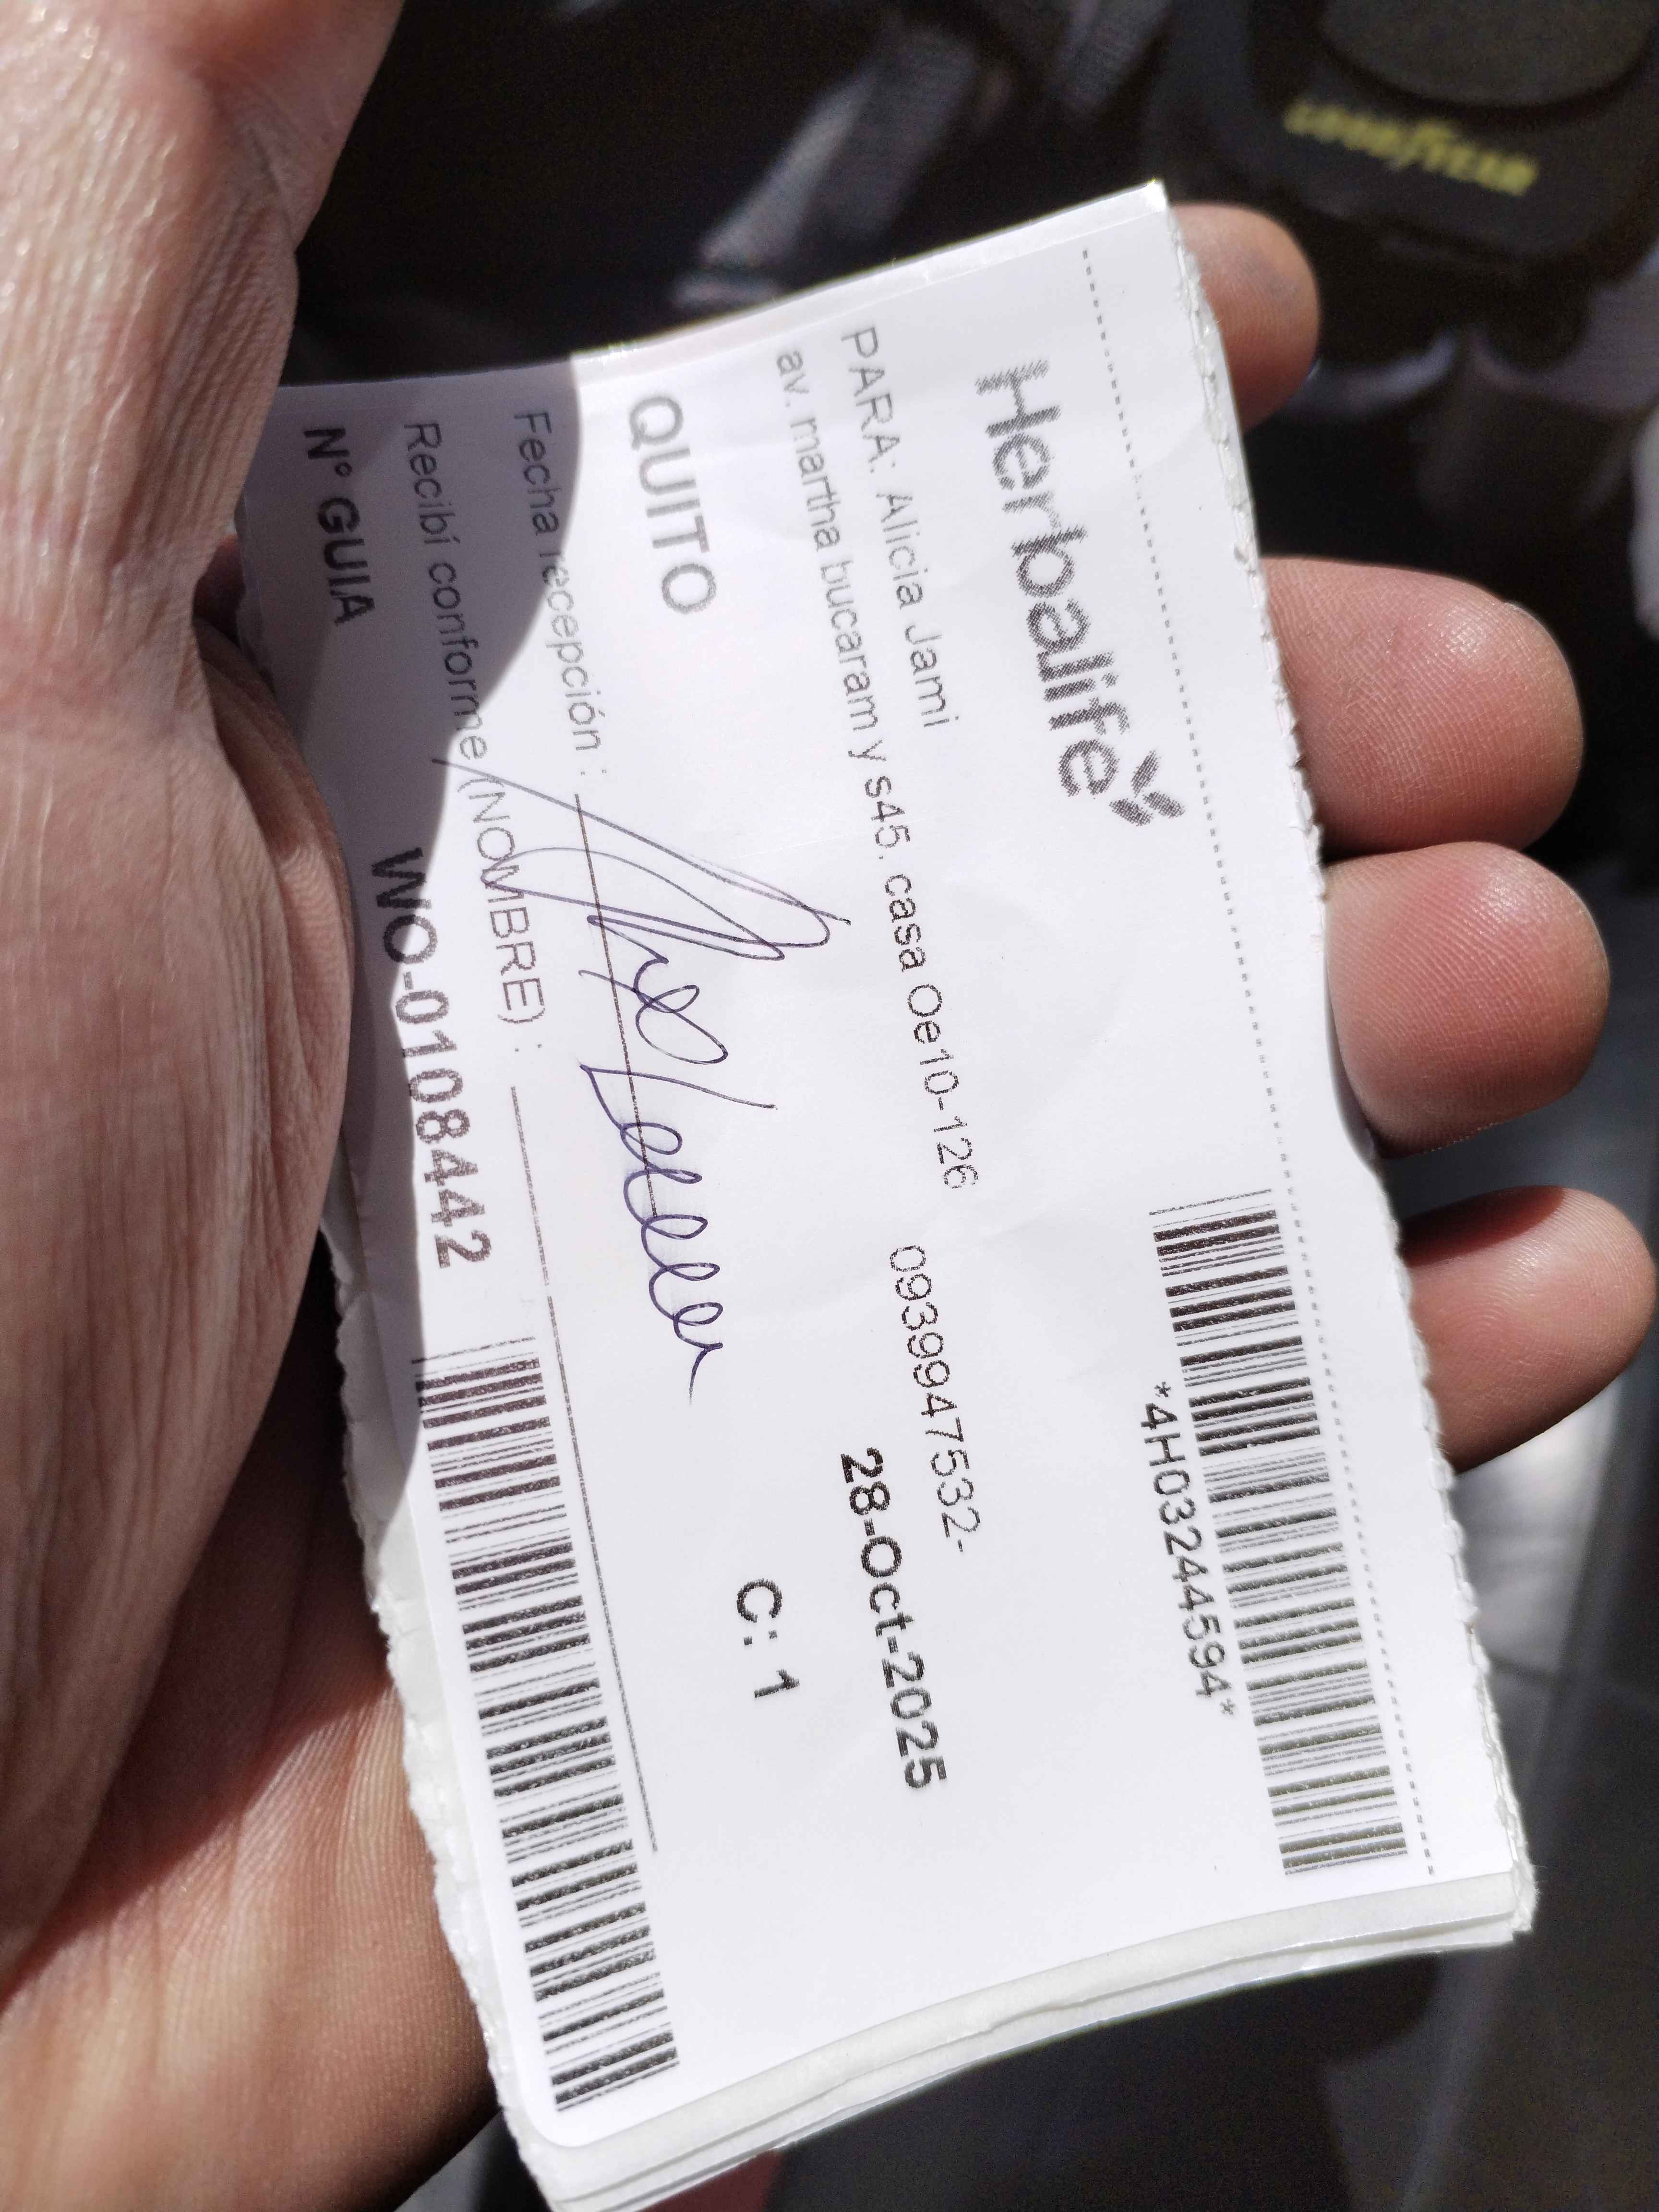 Herbalife
*4H03244594*
PARA: Alicia Jami
av. martha bucaram y s45. casa Oe10-126 0939947532-
28-Oct-2025
QUITO
C: 1
Fecha recepción :
Recibí conforme (NOMBRE) :
N° GUIA WO-0108442
GOODYEAR